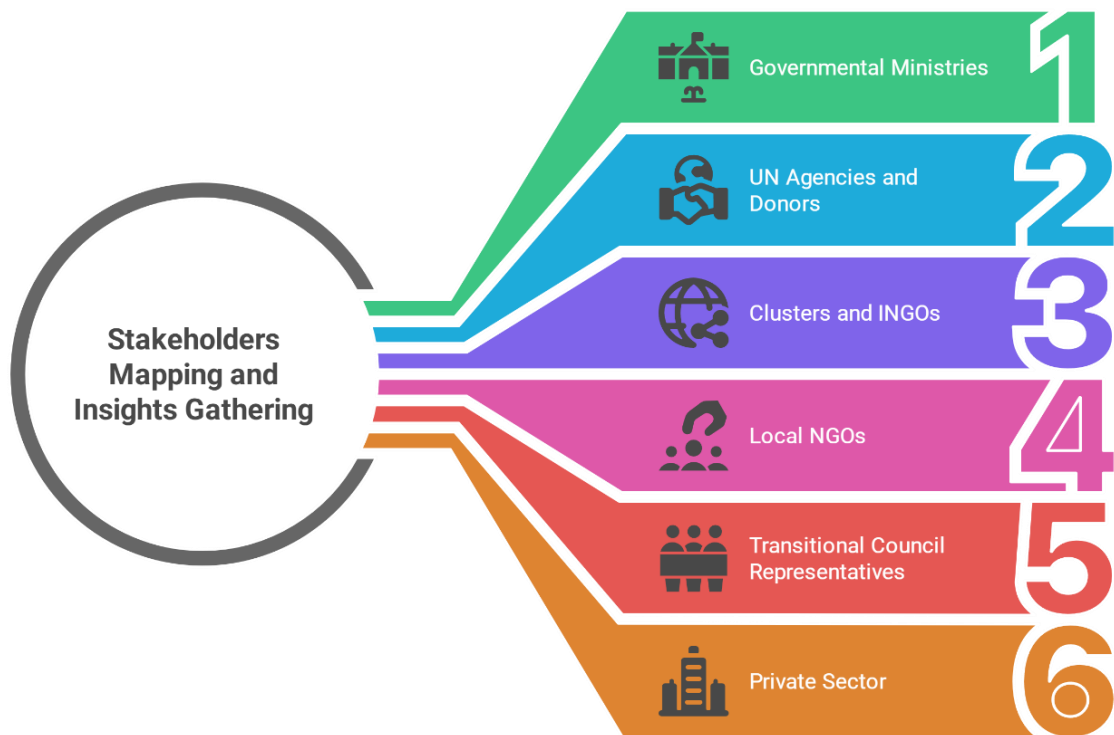 Stakeholders
Mapping and
Insights Gathering
Governmental Ministries
1
UN Agencies and
Donors
2
Clusters and INGOs
3
Local NGOs
4
Transitional Council
Representatives
5
Private Sector
6